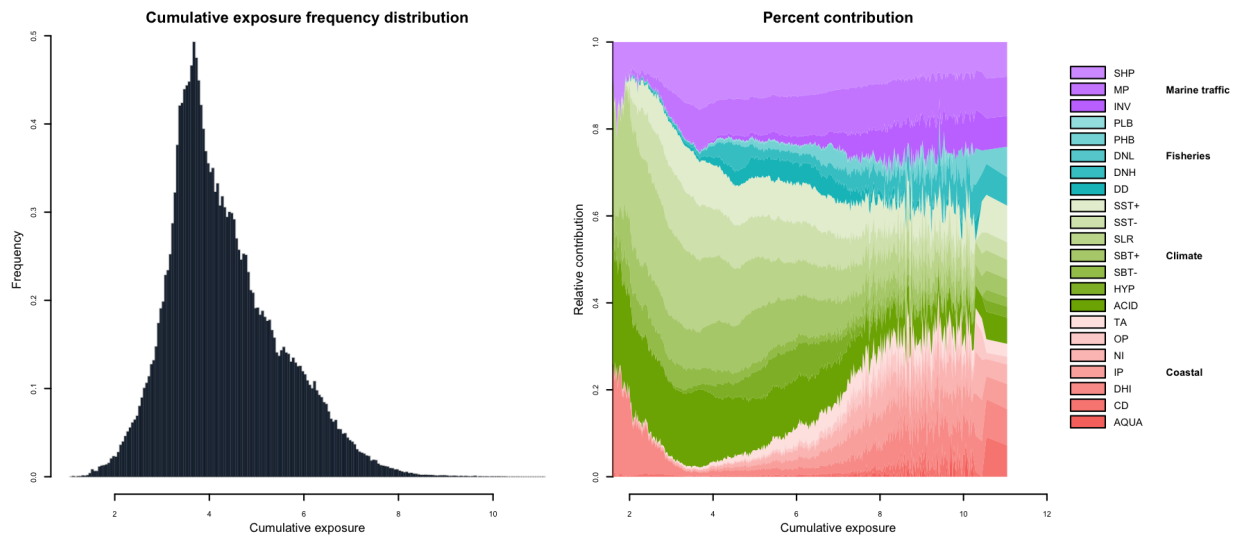 Cumulative exposure frequency distribution
Frequency
0.0
0.1
0.2
0.3
0.4
0.5
2 4 6 8 10
Cumulative exposure
Percent contribution
Relative contribution
0.0
0.2
0.4
0.6
0.8
1.0
2 4 6 8 10 12
Cumulative exposure
SHP
MP Marine traffic
INV
PLB
PHB
DNL Fisheries
DNH
DD
SST+
SST-
SLR
SBT+ Climate
SBT-
HYP
ACID
TA
OP
NI
IP Coastal
DHI
CD
AQUA